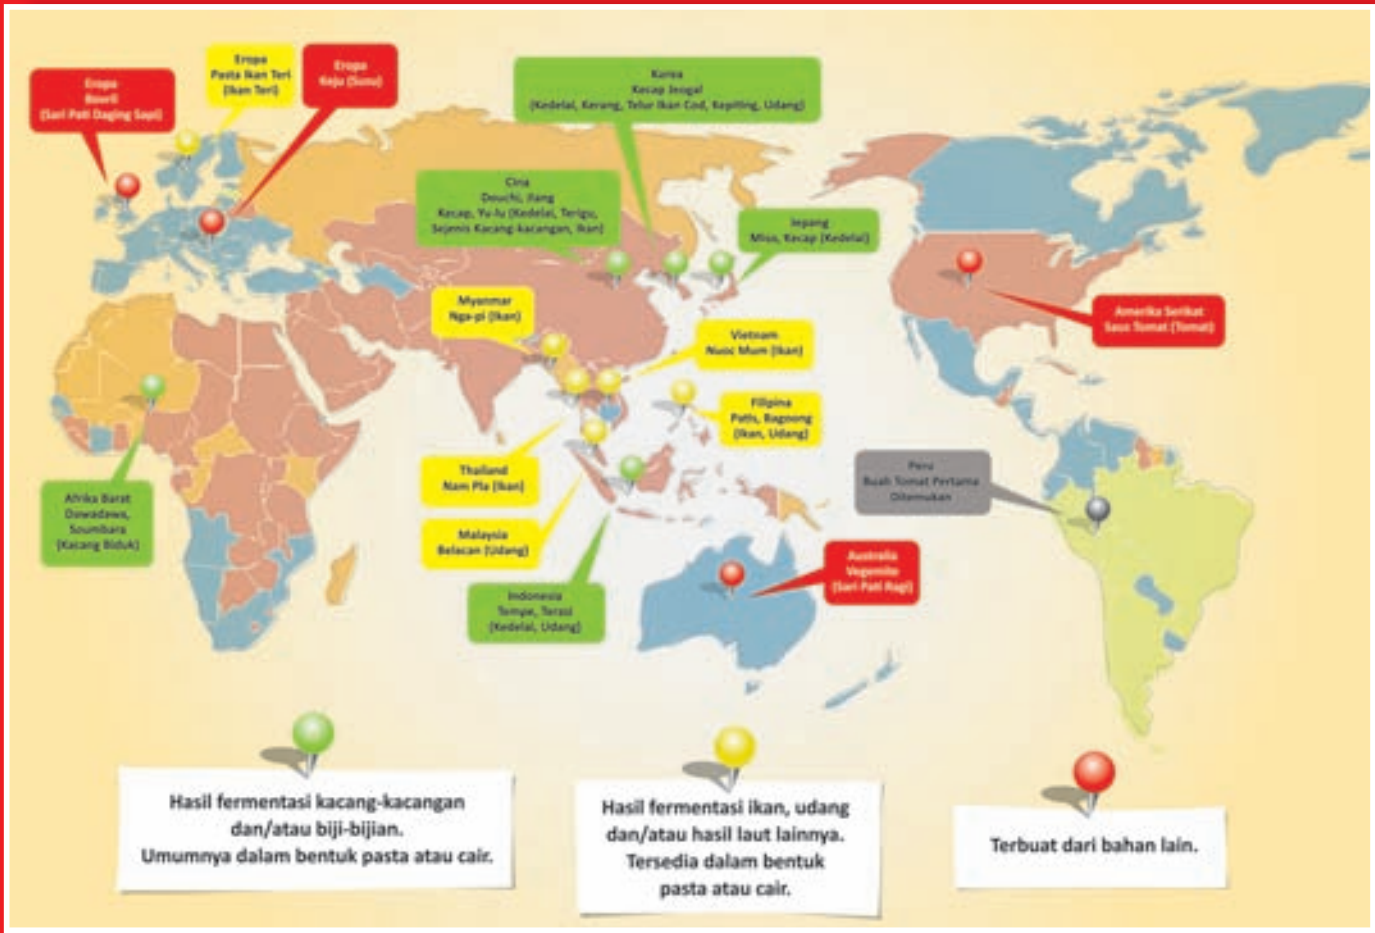 Eropa
Bovril
(Sari Pati Daging Sapi)
Eropa
Pasta Ikan Teri
(Ikan Teri)
Eropa
Keju (Susu)
Korea
Kecap Jeogal
(Kedelai, Kerang, Telur Ikan Cod, Kepiting, Udang)
Cina
Douchi, Jiang
Kecap, Yu-lu (Kedelai, Terigu,
Sejenis Kacang-kacangan, Ikan)
Jepang
Miso, Kecap (Kedelai)
Myanmar
Nga-pi (Ikan)
Vietnam
Nuoc Mum (Ikan)
Amerika Serikat
Saus Tomat (Tomat)
Filipina
Patis, Bagoong
(Ikan, Udang)
Thailand
Nam Pla (Ikan)
Malaysia
Belacan (Udang)
Peru
Buah Tomat Pertama
Ditemukan
Afrika Barat
Dawadawa,
Soumbara
(Kacang Biduk)
Australia
Vegemite
(Sari Pati Ragi)
Indonesia
Tempe, Terasi
(Kedelai, Udang)
Hasil fermentasi kacang-kacangan
dan/atau biji-bijian.
Umumnya dalam bentuk pasta atau cair.
Hasil fermentasi ikan, udang
dan/atau hasil laut lainnya.
Tersedia dalam bentuk
pasta atau cair.
Terbuat dari bahan lain.